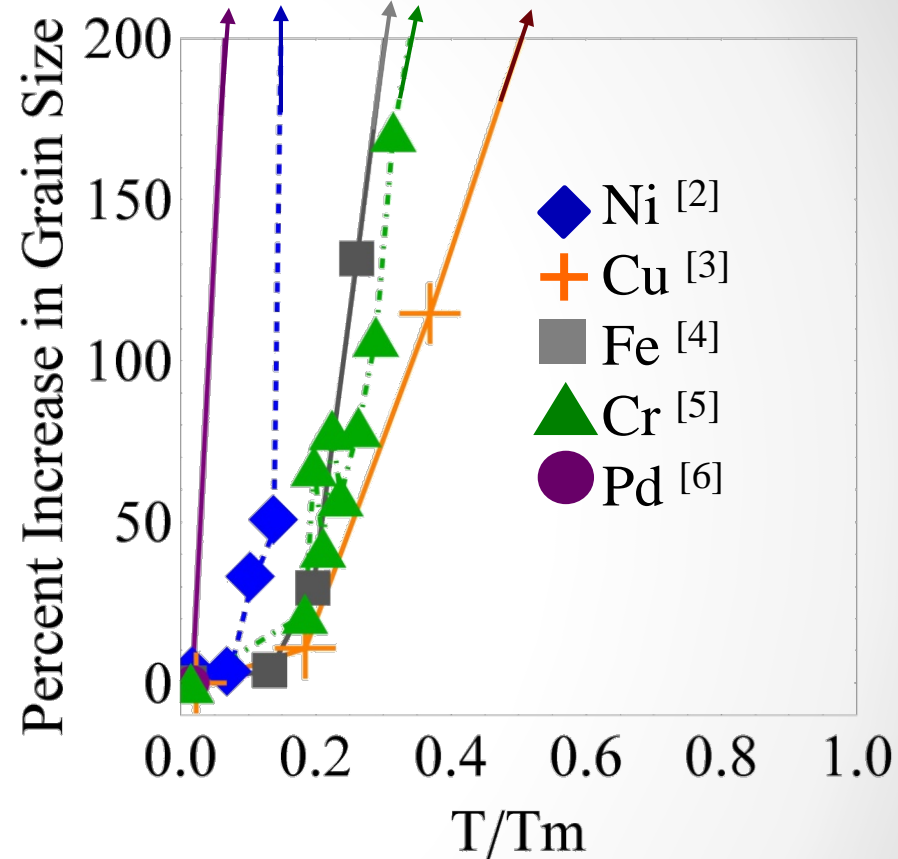 Percent Increase in Grain Size
200
150
100
50
0
0.0 0.2 0.4 0.6 0.8 1.0
T/Tm
Ni [2]
Cu [3]
Fe [4]
Cr [5]
Pd [6]